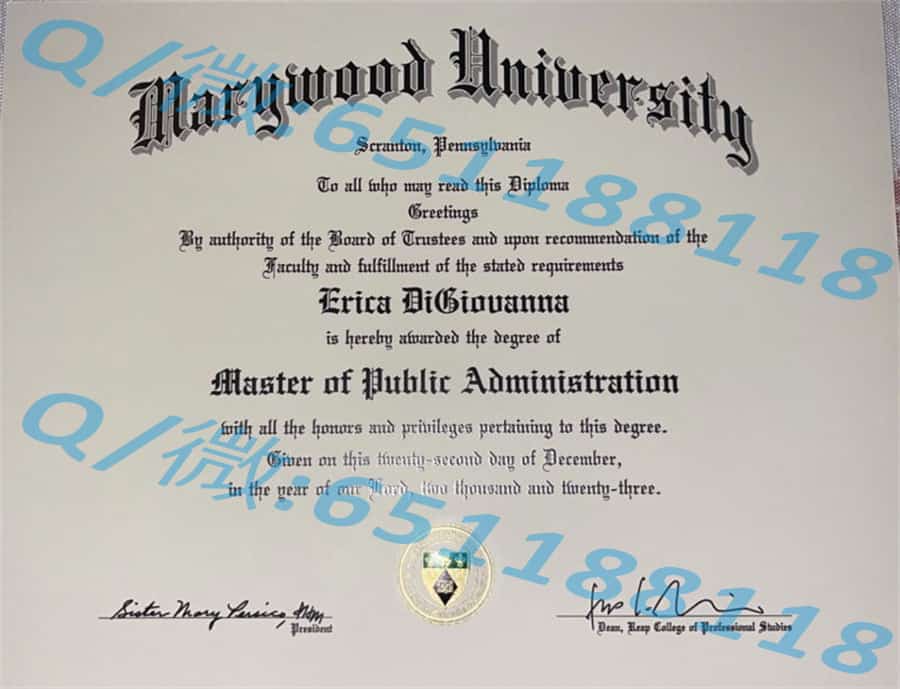 Marywood University
Scranton, Pennsylvania
To all who may read this Diploma
Greetings
By authority of the Board of Trustees and upon recommendation of the
Faculty and fulfillment of the stated requirements
Erica DiGiovanna
is hereby awarded the degree of
Master of Public Administration
with all the honors and privileges pertaining to this degree.
Given on this twenty-second day of December,
in the year of our Lord, two thousand and twenty-three.
Sister Mary Persico, IHM
President
Dean, Reap College of Professional Studies
Q/微:651188118
Q/微:651188118